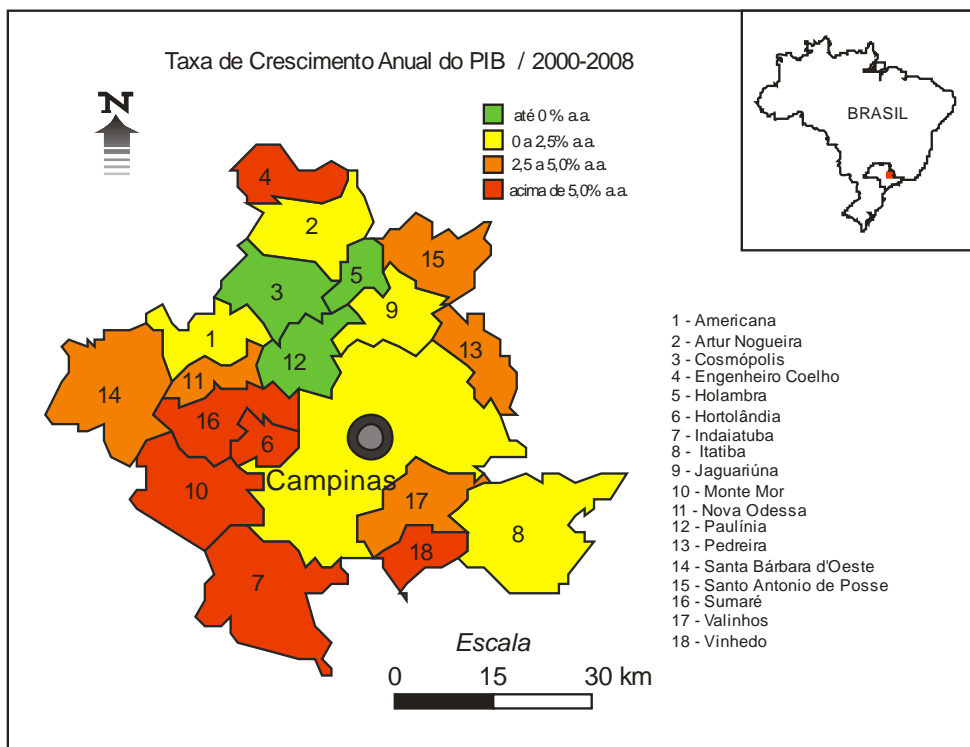 Taxa de Crescimento Anual do PIB / 2000-2008
N
até 0 % a.a.
0 a 2,5% a.a.
2,5 a 5,0% a.a.
acima de 5,0% a.a.
BRASIL
4
2
15
5
3
9
1
13
12
11
14
16
6
Campinas
10
17
8
18
7
1 - Americana
2 - Artur Nogueira
3 - Cosmópolis
4 - Engenheiro Coelho
5 - Holambra
6 - Hortolândia
7 - Indaiatuba
8 - Itatiba
9 - Jaguariúna
10 - Monte Mor
11 - Nova Odessa
12 - Paulínia
13 - Pedreira
14 - Santa Bárbara d'Oeste
15 - Santo Antonio de Posse
16 - Sumaré
17 - Valinhos
18 - Vinhedo
Escala
0 15 30 km